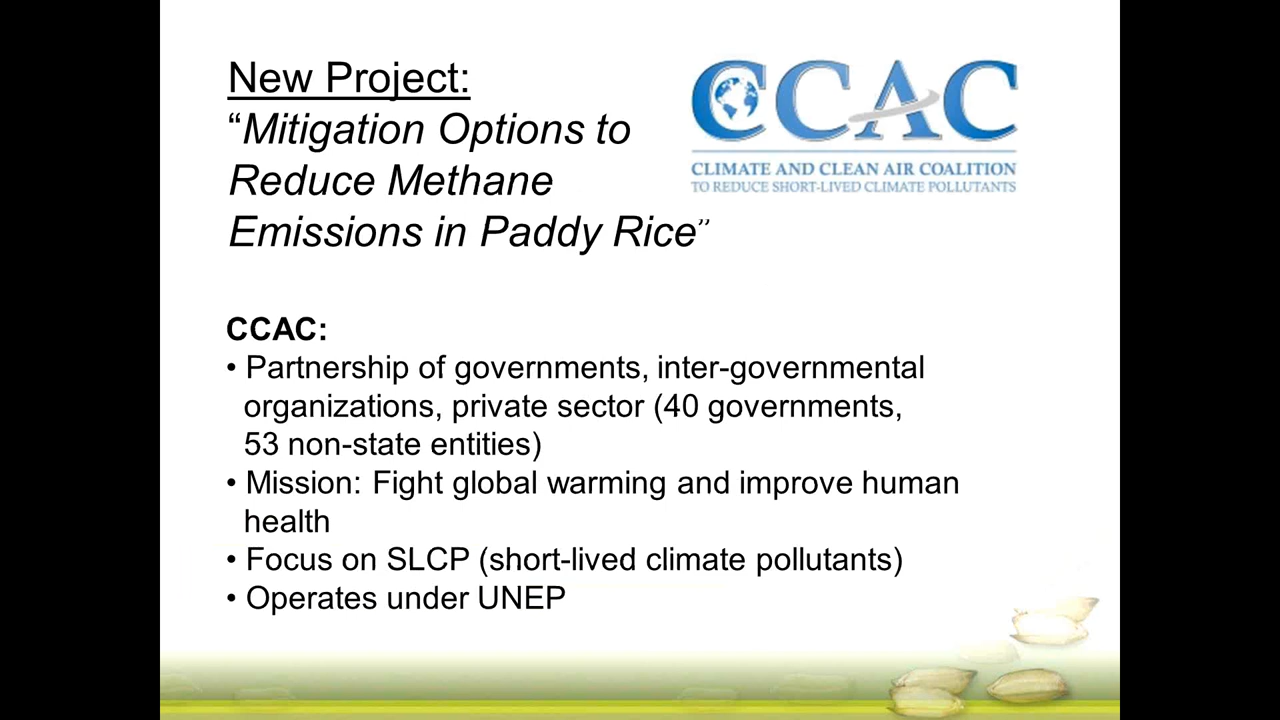 New Project:
“Mitigation Options to
Reduce Methane
Emissions in Paddy Rice”
CCAC
CLIMATE AND CLEAN AIR COALITION
TO REDUCE SHORT-LIVED CLIMATE POLLUTANTS
CCAC:
• Partnership of governments, inter-governmental
organizations, private sector (40 governments,
53 non-state entities)
• Mission: Fight global warming and improve human
health
• Focus on SLCP (short-lived climate pollutants)
• Operates under UNEP